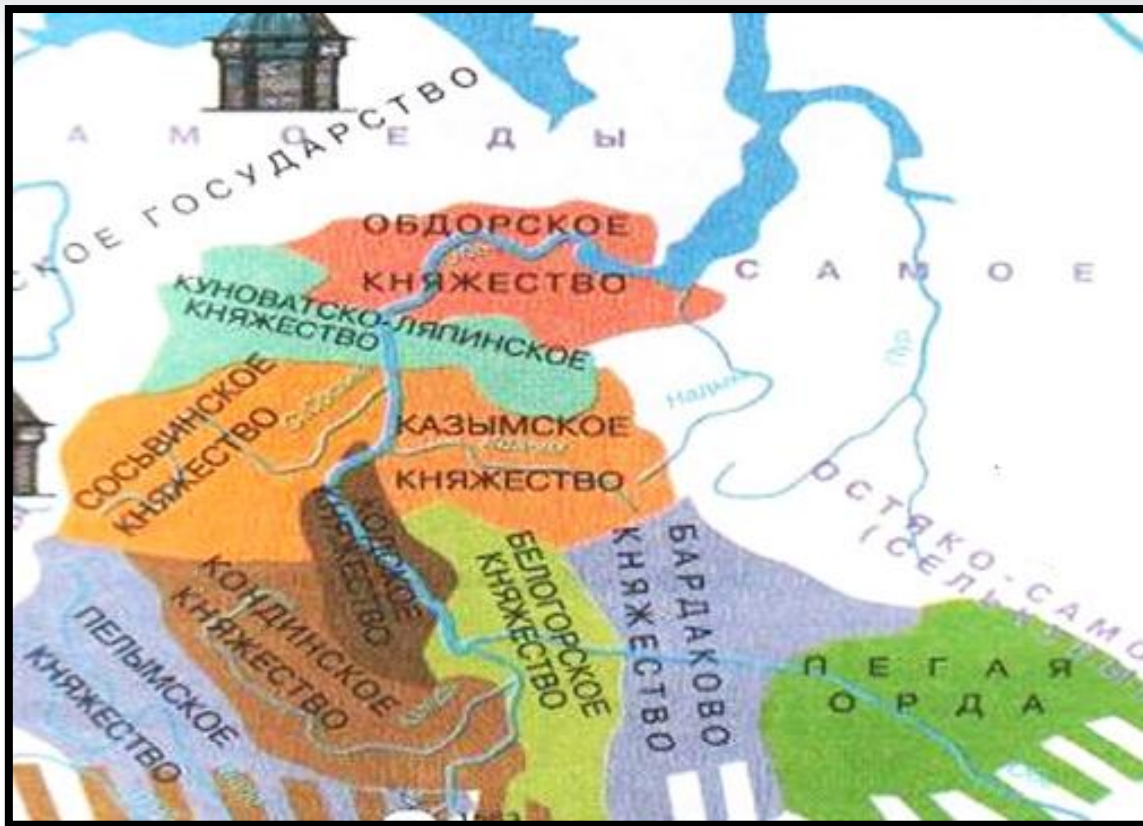 САМОЕДЫ
СКОЕ ГОСУДАРСТВО
ОБДОРСКОЕ
КНЯЖЕСТВО
САМОЕ
КУНОВАТСКО-ЛЯПИНСКОЕ
КНЯЖЕСТВО
Пур
Надым
СОСЬВИНСКОЕ
КНЯЖЕСТВО
КАЗЫМСКОЕ
КНЯЖЕСТВО
КОДСКОЕ
КНЯЖЕСТВО
БЕЛОГОРСКОЕ
КНЯЖЕСТВО
БАРДАКОВО
КНЯЖЕСТВО
ОСТЯКО-САМО
КОНДИНСКОЕ
КНЯЖЕСТВО
ПЕЛЫМСКОЕ
КНЯЖЕСТВО
ПЕГАЯ
ОРДА